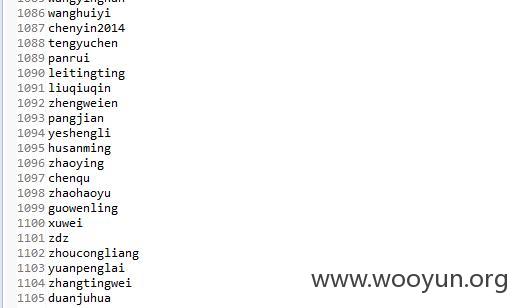 1086 wanghuiyi
1087 chenyin2014
1088 tengyuchen
1089 panrui
1090 leitingting
1091 liuqiuqin
1092 zhengweien
1093 pangjian
1094 yeshengli
1095 husanming
1096 zhaoying
1097 chenqu
1098 zhaohaoyu
1099 guowenling
1100 xuwei
1101 zdz
1102 zhoucongliang
1103 yuanpenglai
1104 zhangtingwei
1105 duanjuhua
www.wooyun.org